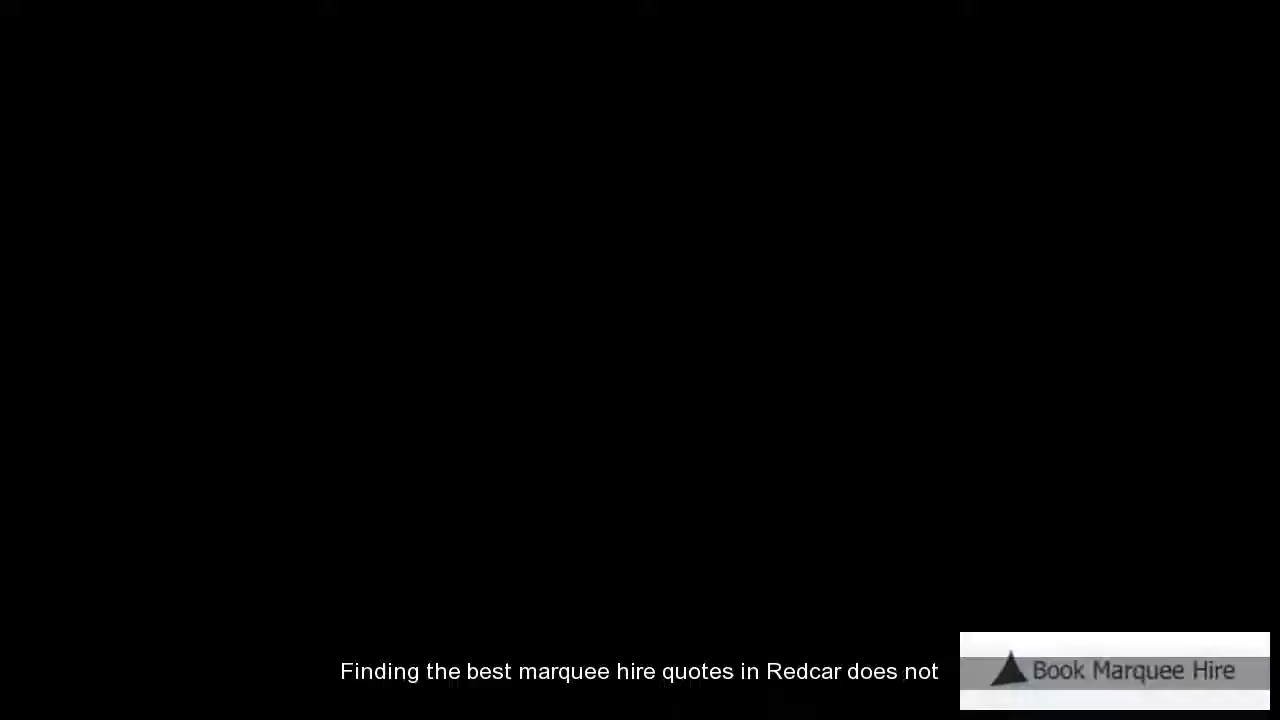 Finding the best marquee hire quotes in Redcar does not
Book Marquee Hire